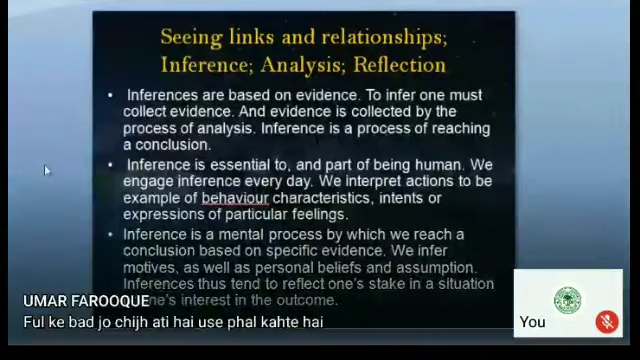 Seeing links and relationships;
Inference; Analysis; Reflection
• Inferences are based on evidence. To infer one must
collect evidence. And evidence is collected by the
process of analysis. Inference is a process of reaching
a conclusion.
• Inference is essential to, and part of being human. We
engage inference every day. We interpret actions to be
example of behaviour characteristics, intents or
expressions of particular feelings.
• Inference is a mental process by which we reach a
conclusion based on specific evidence. We infer
motives, as well as personal beliefs and assumption.
Inferences thus tend to reflect one's stake in a situation
one's interest in the outcome.
UMAR FAROOQUE
Ful ke bad jo chijh ati hai use phal kahte hai
You